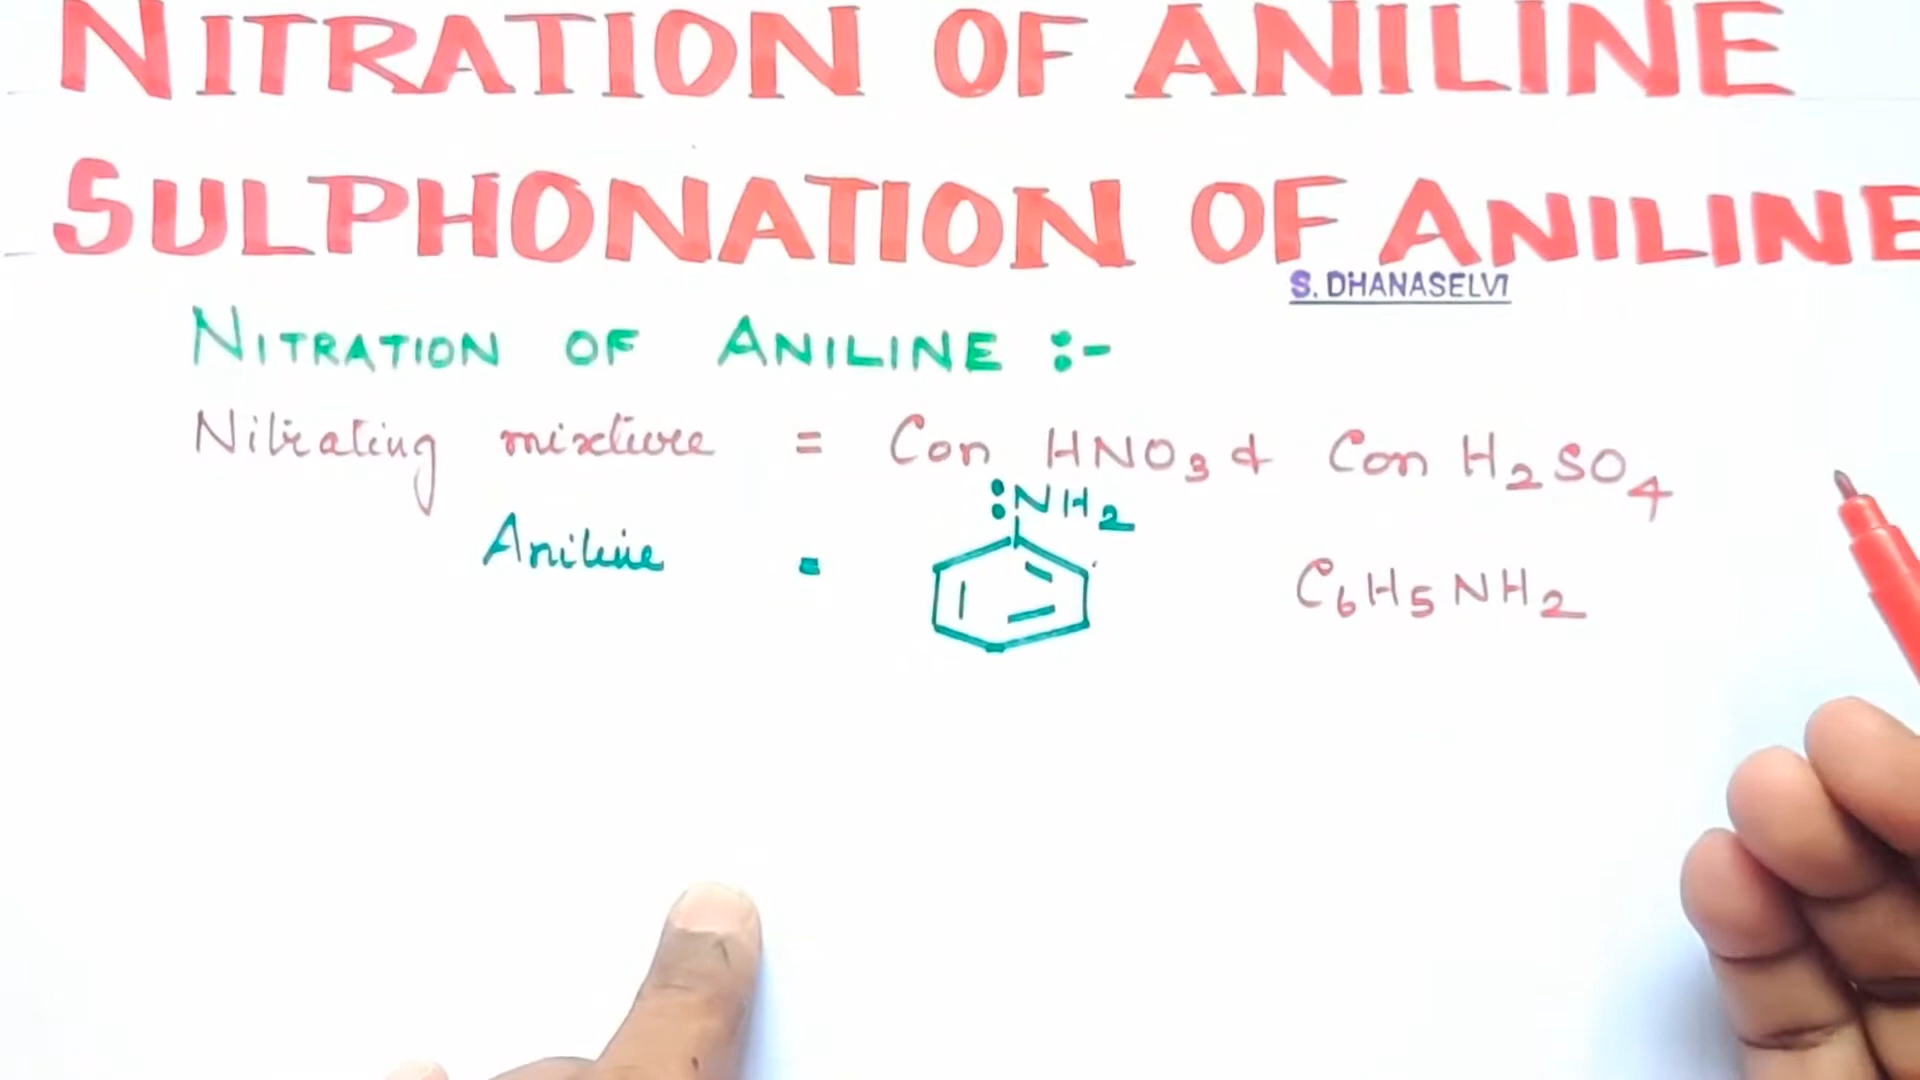 NITRATION OF ANILINE
SULPHONATION OF ANILINE
S. DHANASELVI
NITRATION OF ANILINE :-
Nitrating mixture = Con HNO₃ & Con H₂SO₄
:NH₂
Aniline =
C₆H₅NH₂